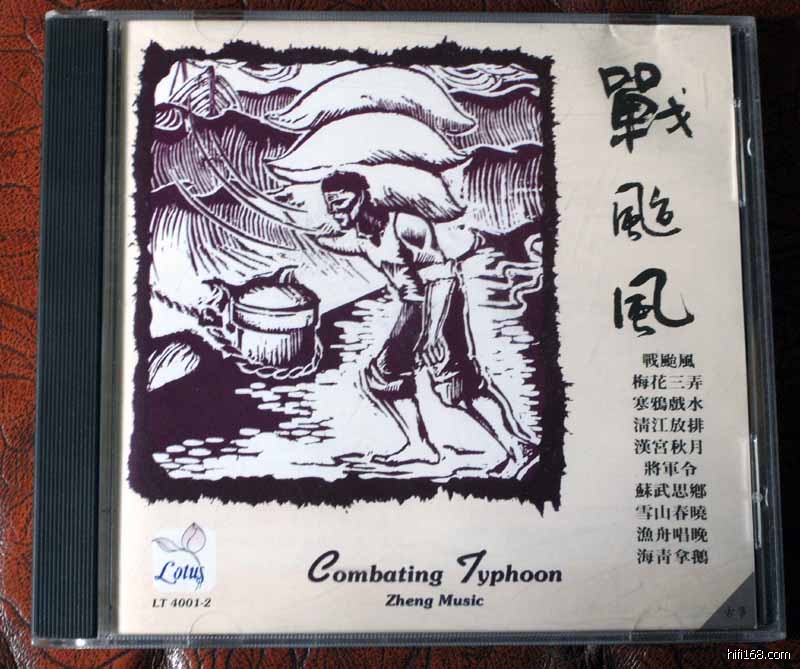 戰颱風
戰颱風
梅花三弄
寒鴉戲水
清江放排
漢宮秋月
將軍令
蘇武思鄉
雪山春曉
漁舟唱晚
海青拿鵝
Lotus
LT 4001-2
Combating Typhoon
Zheng Music
古箏
hifi168.com